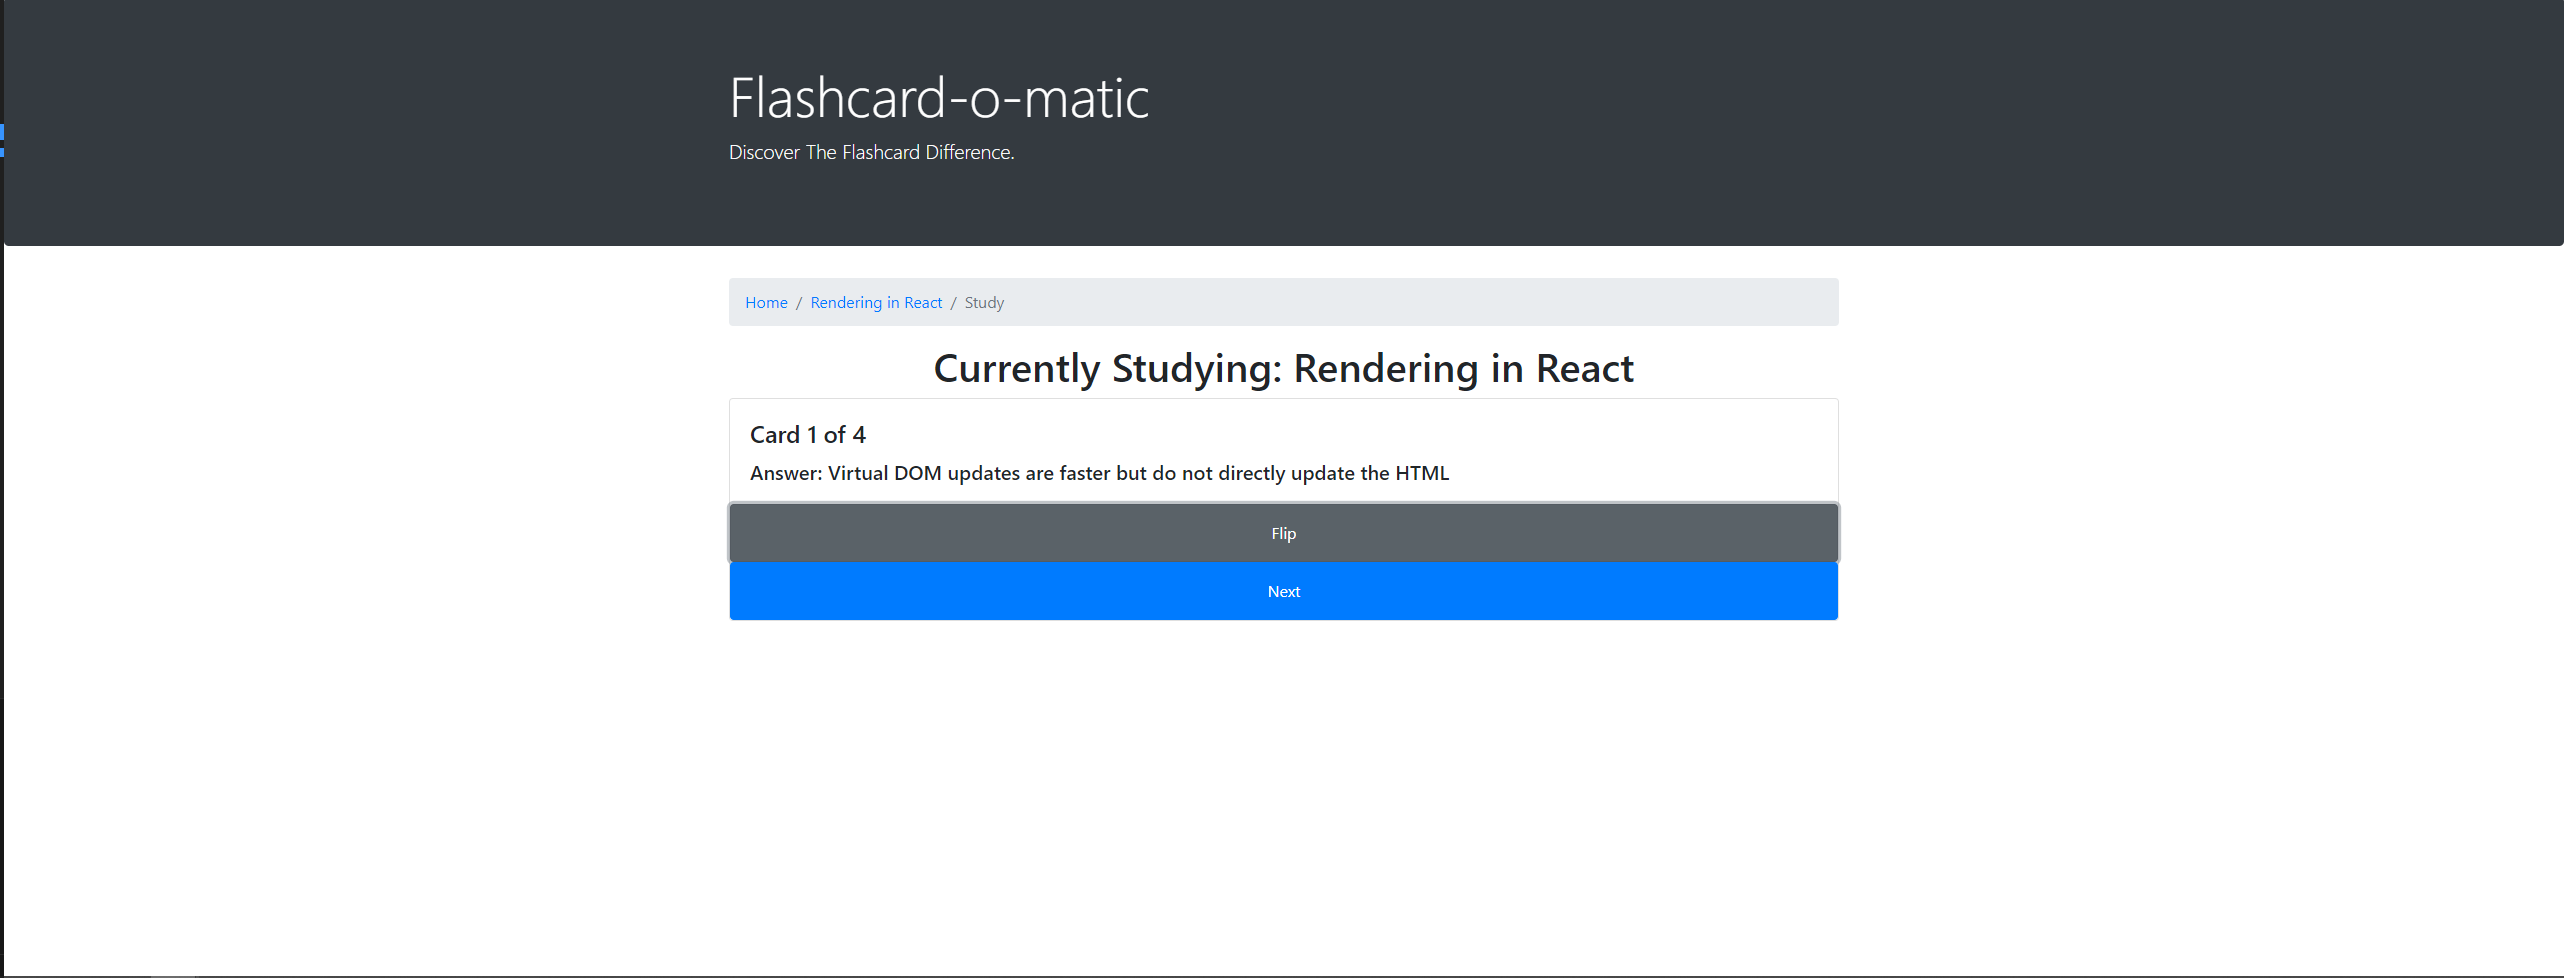 Flashcard-o-matic
Discover The Flashcard Difference.
Home / Rendering in React / Study
Currently Studying: Rendering in React
Card 1 of 4
Answer: Virtual DOM updates are faster but do not directly update the HTML
Flip
Next